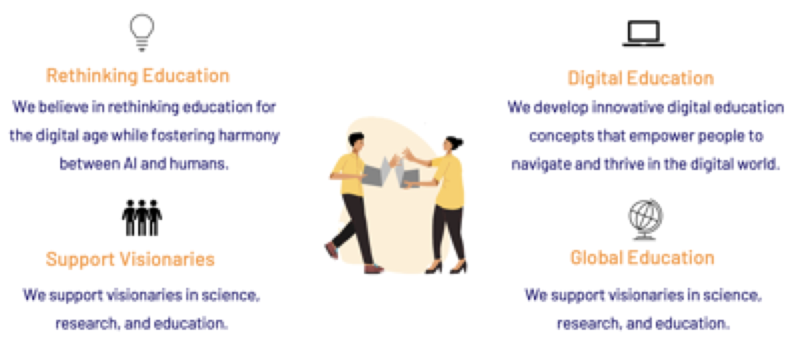 Rethinking Education
We believe in rethinking education for
the digital age while fostering harmony
between AI and humans.
Support Visionaries
We support visionaries in science,
research, and education.
Digital Education
We develop innovative digital education
concepts that empower people to
navigate and thrive in the digital world.
Global Education
We support visionaries in science,
research, and education.